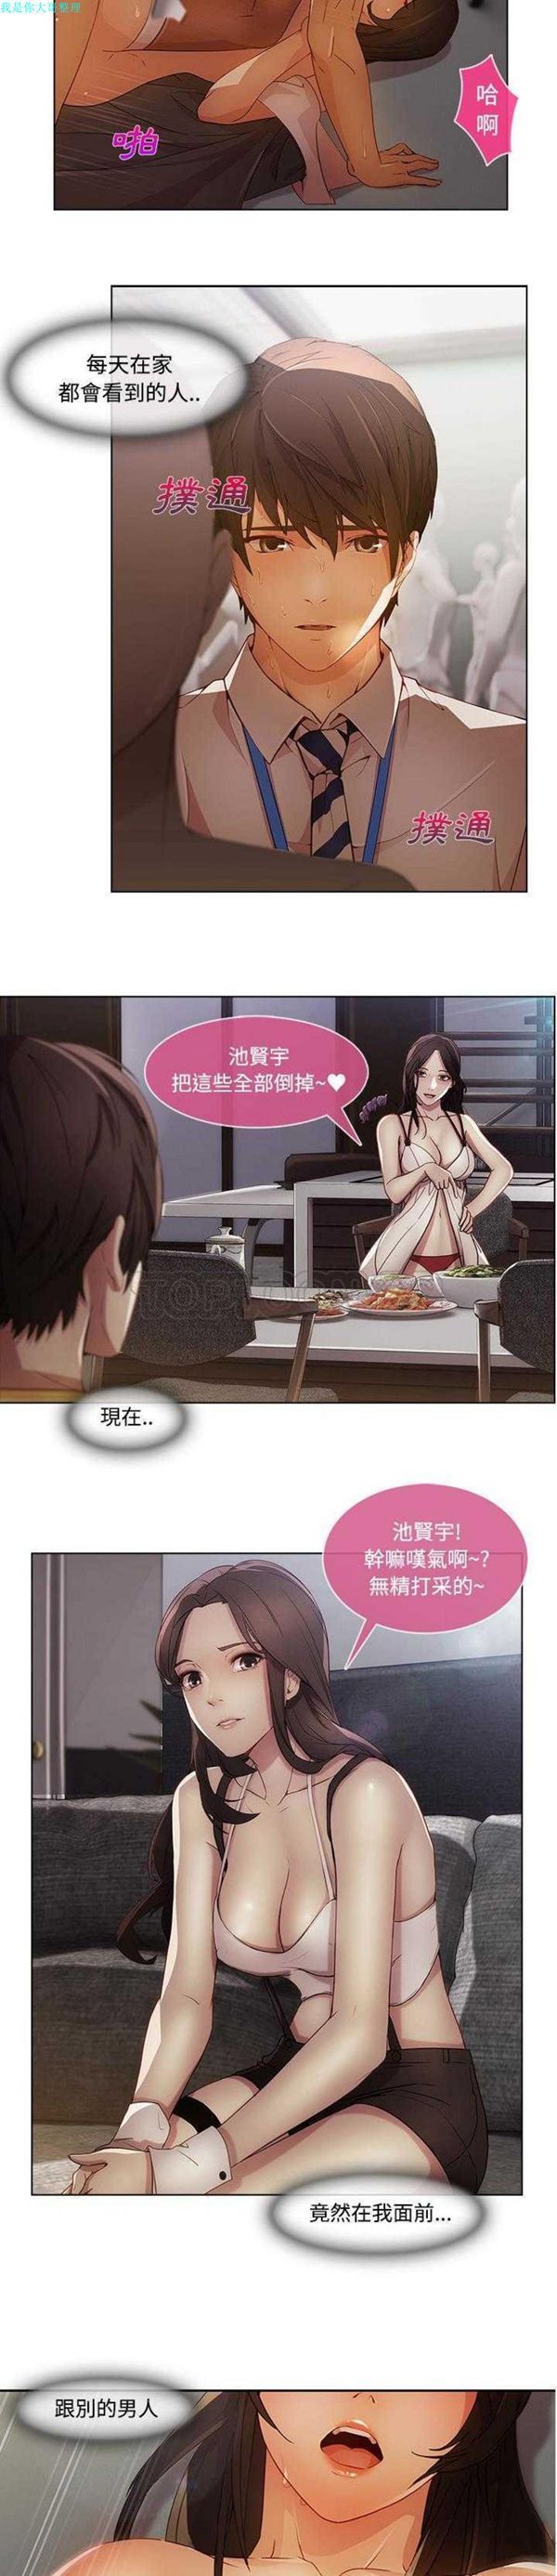 我是你大哥整理
哈
啊
啪
每天在家
都會看到的人..
撲通
撲通
池賢宇
把這些全部倒掉~♥
TOPTOON
現在..
池賢宇!
幹嘛嘆氣啊~?
無精打采的~
竟然在我面前...
跟別的男人